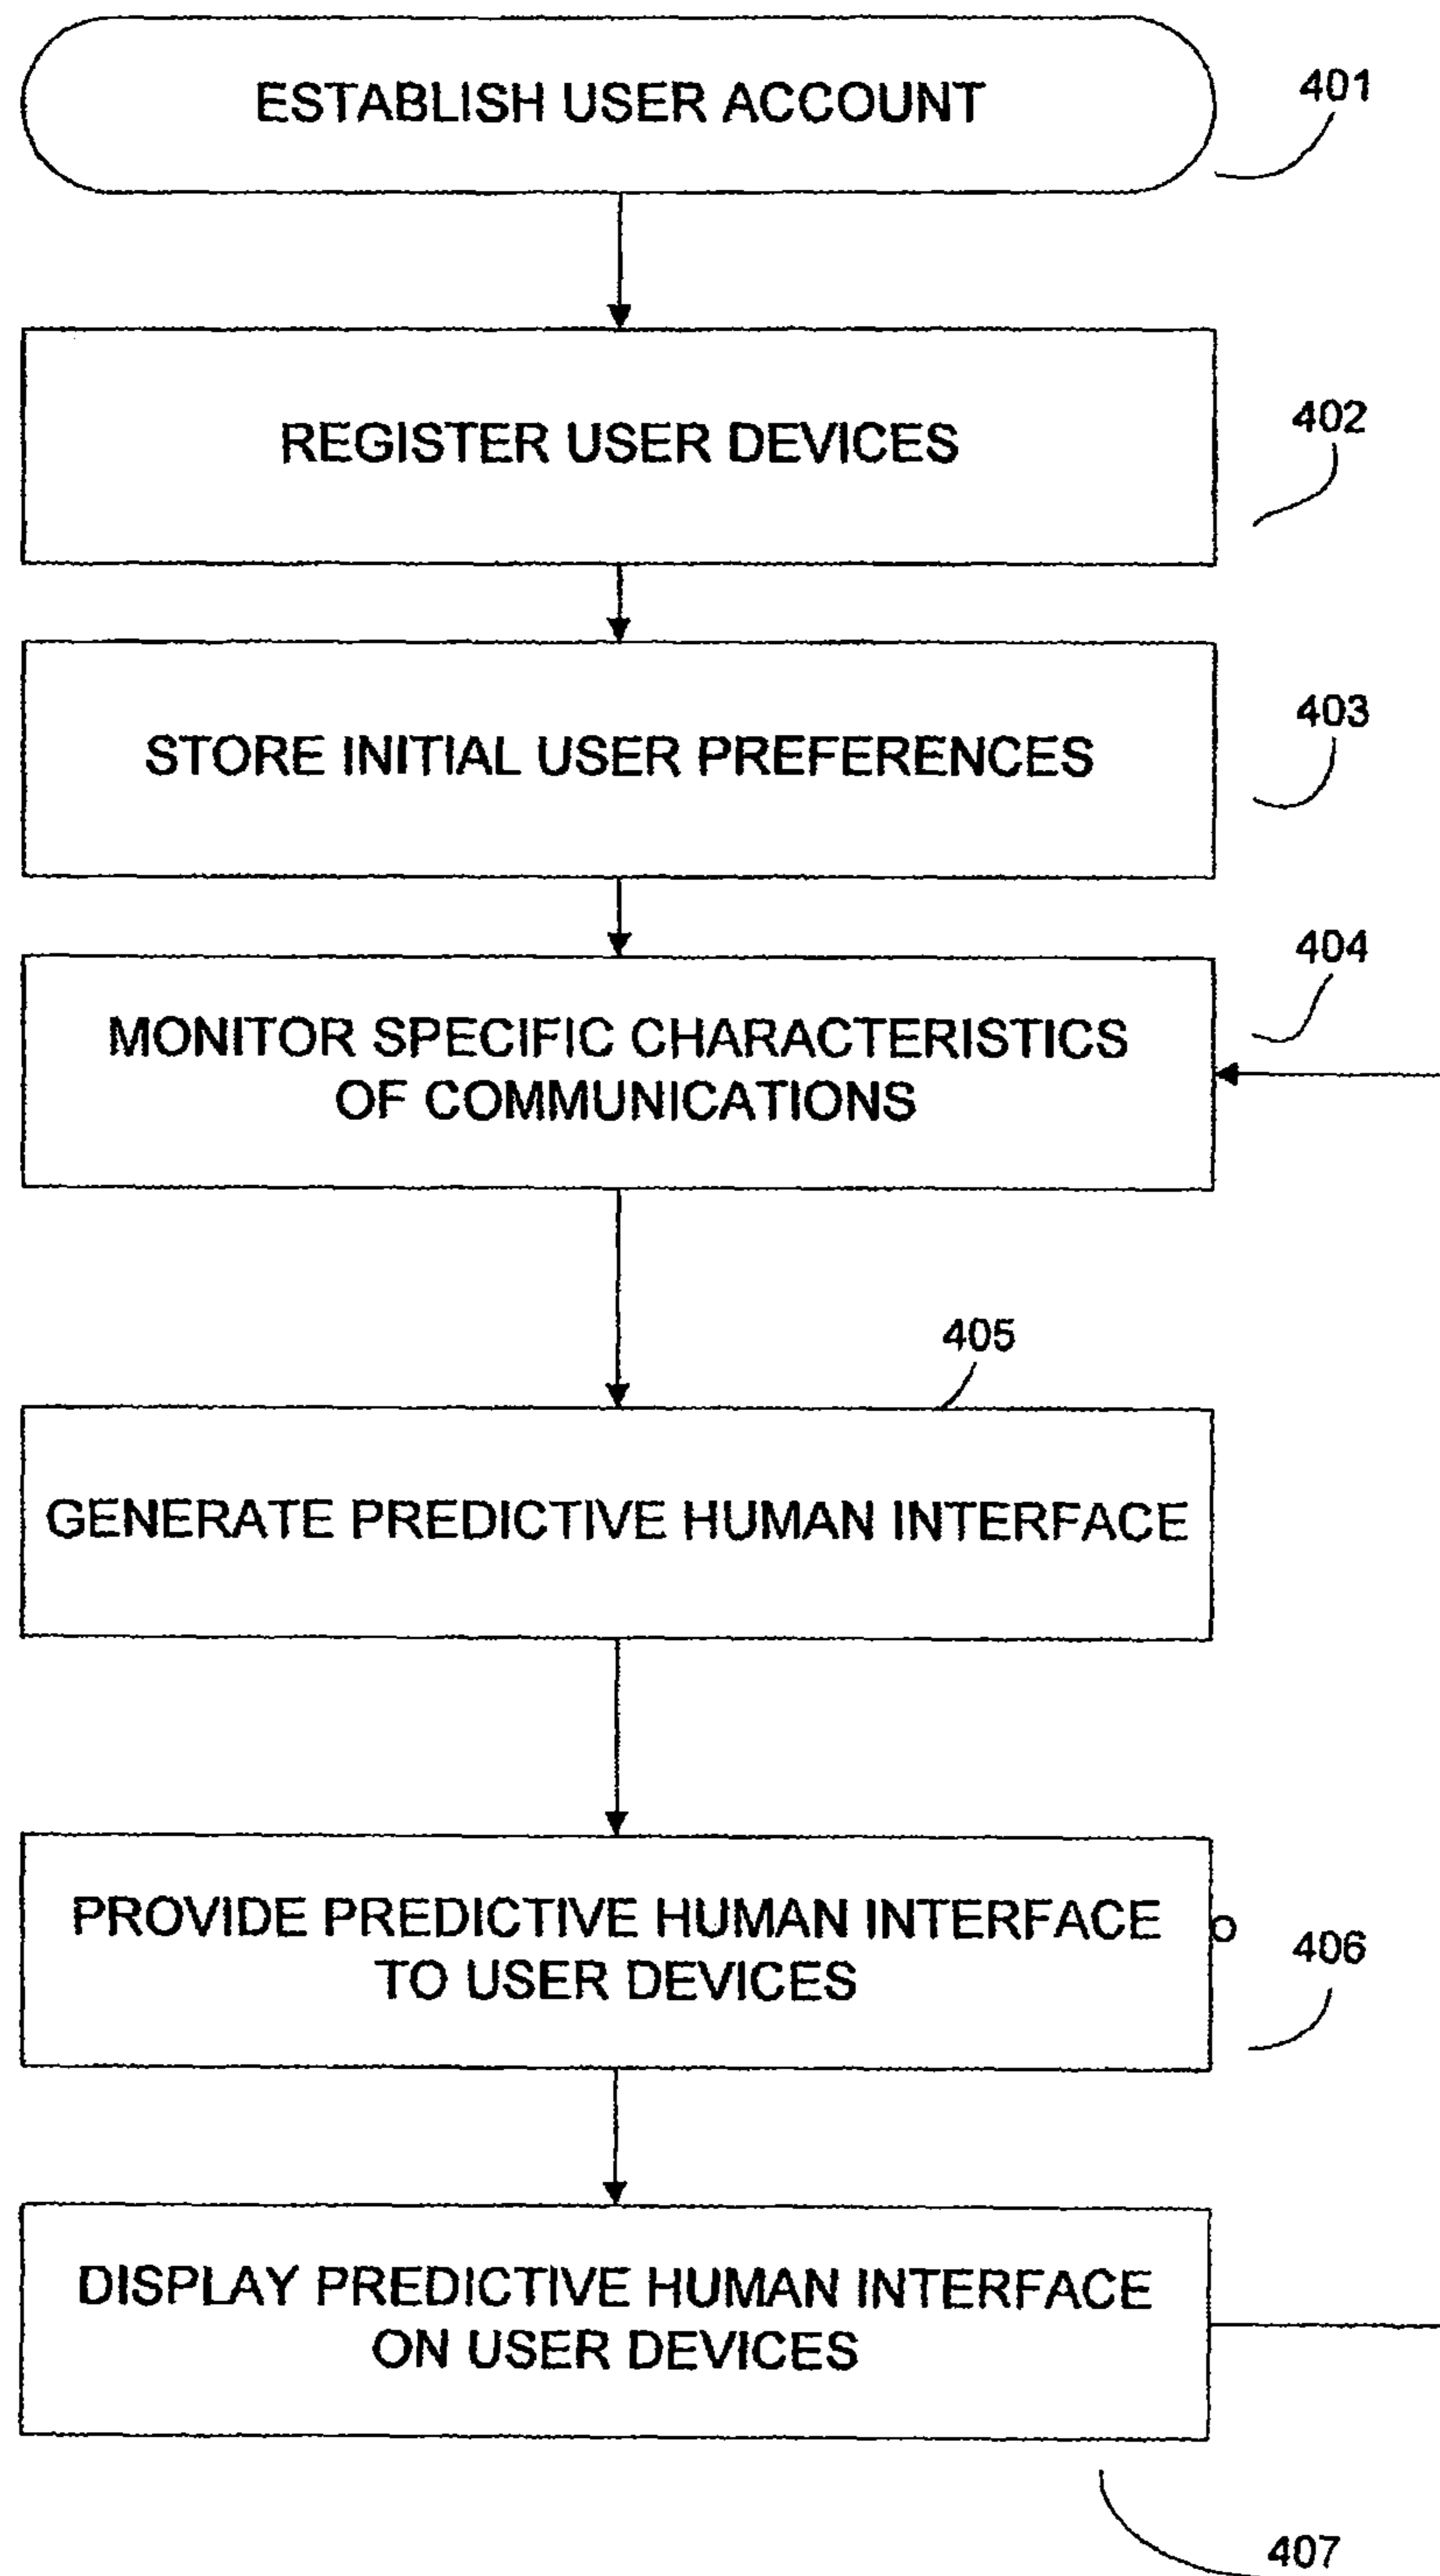 ESTABLISH USER ACCOUNT
401
REGISTER USER DEVICES
402
STORE INITIAL USER PREFERENCES
403
404
MONITOR SPECIFIC CHARACTERISTICS
OF COMMUNICATIONS
405
GENERATE PREDICTIVE HUMAN INTERFACE
PROVIDE PREDICTIVE HUMAN INTERFACE
TO USER DEVICES
406
DISPLAY PREDICTIVE HUMAN INTERFACE
ON USER DEVICES
407